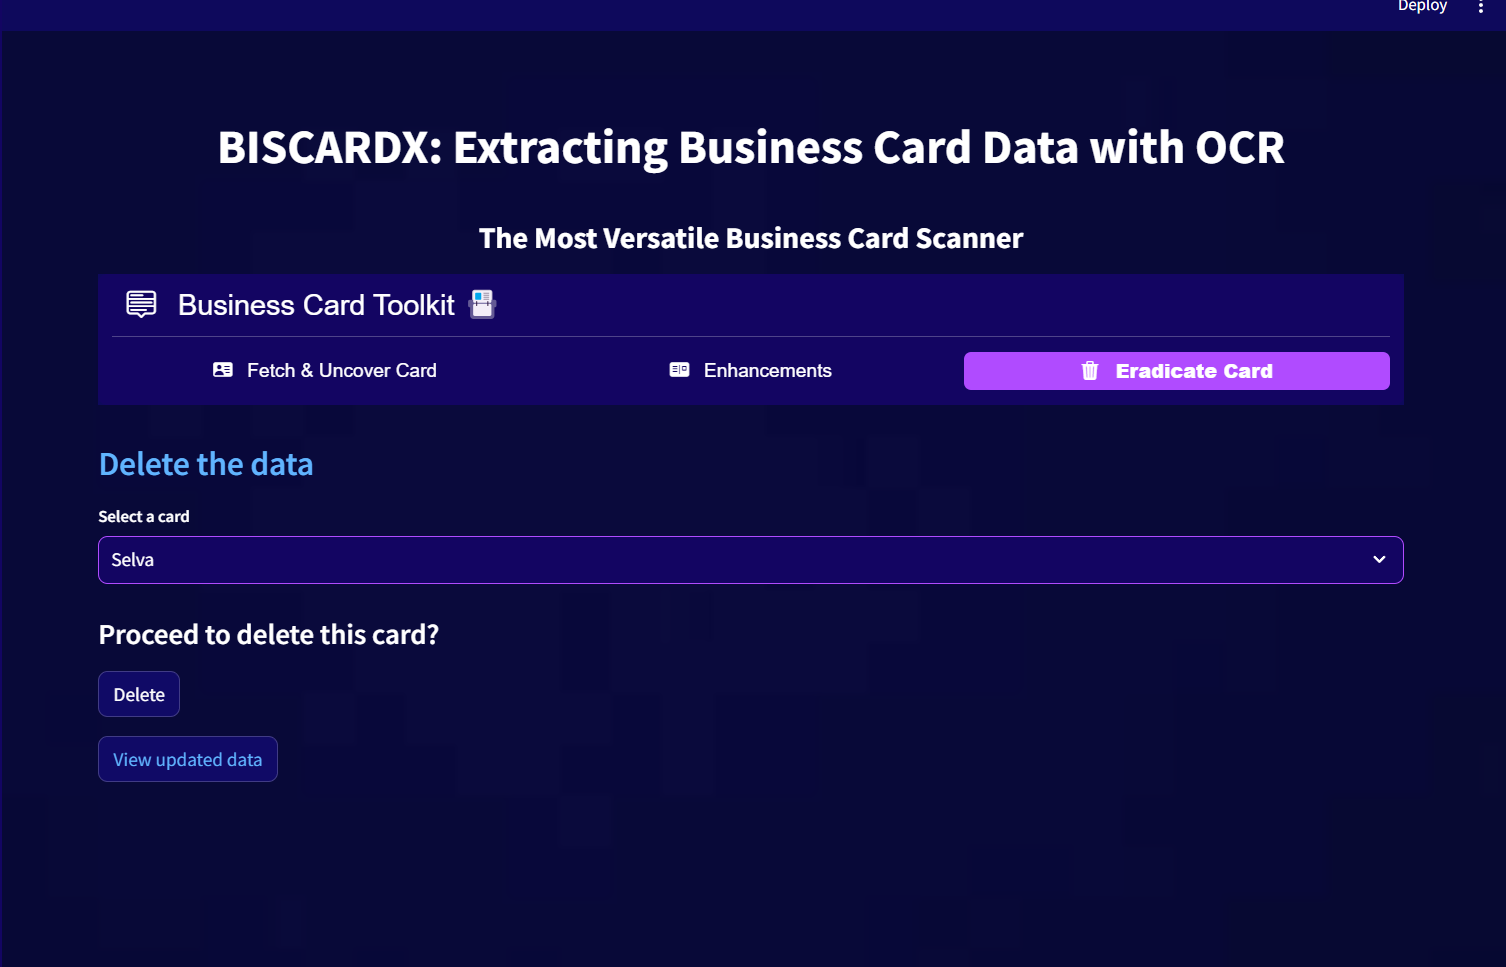 Deploy
BISCARDX: Extracting Business Card Data with OCR
The Most Versatile Business Card Scanner
Business Card Toolkit
Fetch & Uncover Card
Enhancements
Eradicate Card
Delete the data
Select a card
Selva
Proceed to delete this card?
Delete
View updated data